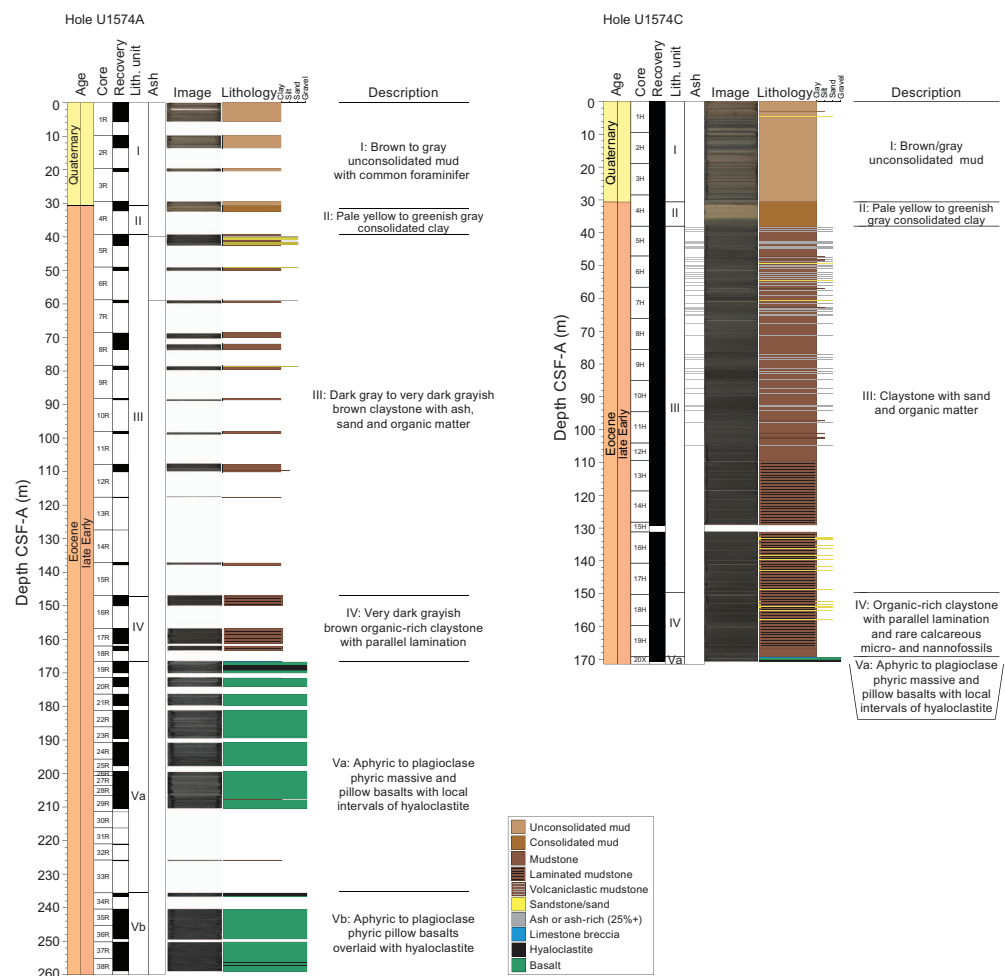 Hole U1574A
Age
Core
Recovery
Lith. unit
Ash
Image
Lithology
Clay
Silt
Sand
Gravel
Description
Depth CSF-A (m)
0
10
20
30
40
50
60
70
80
90
100
110
120
130
140
150
160
170
180
190
200
210
220
230
240
250
260
Quaternary
Eocene
late Early
1R
2R
3R
4R
5R
6R
7R
8R
9R
10R
11R
12R
13R
14R
15R
16R
17R
18R
19R
20R
21R
22R
23R
24R
25R
26R
27R
28R
29R
30R
31R
32R
33R
34R
35R
36R
37R
38R
I
II
III
IV
Va
Vb
I: Brown to gray
unconsolidated mud
with common foraminifer
II: Pale yellow to greenish gray
consolidated clay
III: Dark gray to very dark grayish
brown claystone with ash,
sand and organic matter
IV: Very dark grayish
brown organic-rich claystone
with parallel lamination
Va: Aphyric to plagioclase
phyric massive and
pillow basalts with local
intervals of hyaloclastite
Vb: Aphyric to plagioclase
phyric pillow basalts
overlaid with hyaloclastite
Hole U1574C
Age
Core
Recovery
Lith. unit
Ash
Image
Lithology
Clay
Silt
Sand
Gravel
Description
Depth CSF-A (m)
0
10
20
30
40
50
60
70
80
90
100
110
120
130
140
150
160
170
Quaternary
Eocene
late Early
1H
2H
3H
4H
5H
6H
7H
8H
9H
10H
11H
12H
13H
14H
15H
16H
17H
18H
19H
20X
I
II
III
IV
Va
I: Brown/gray
unconsolidated mud
II: Pale yellow to greenish
gray consolidated clay
III: Claystone with sand
and organic matter
IV: Organic-rich claystone
with parallel lamination
and rare calcareous
micro- and nannofossils
Va: Aphyric to plagioclase
phyric massive and
pillow basalts with local
intervals of hyaloclastite
Unconsolidated mud
Consolidated mud
Mudstone
Laminated mudstone
Volcaniclastic mudstone
Sandstone/sand
Ash or ash-rich (25%+)
Limestone breccia
Hyaloclastite
Basalt